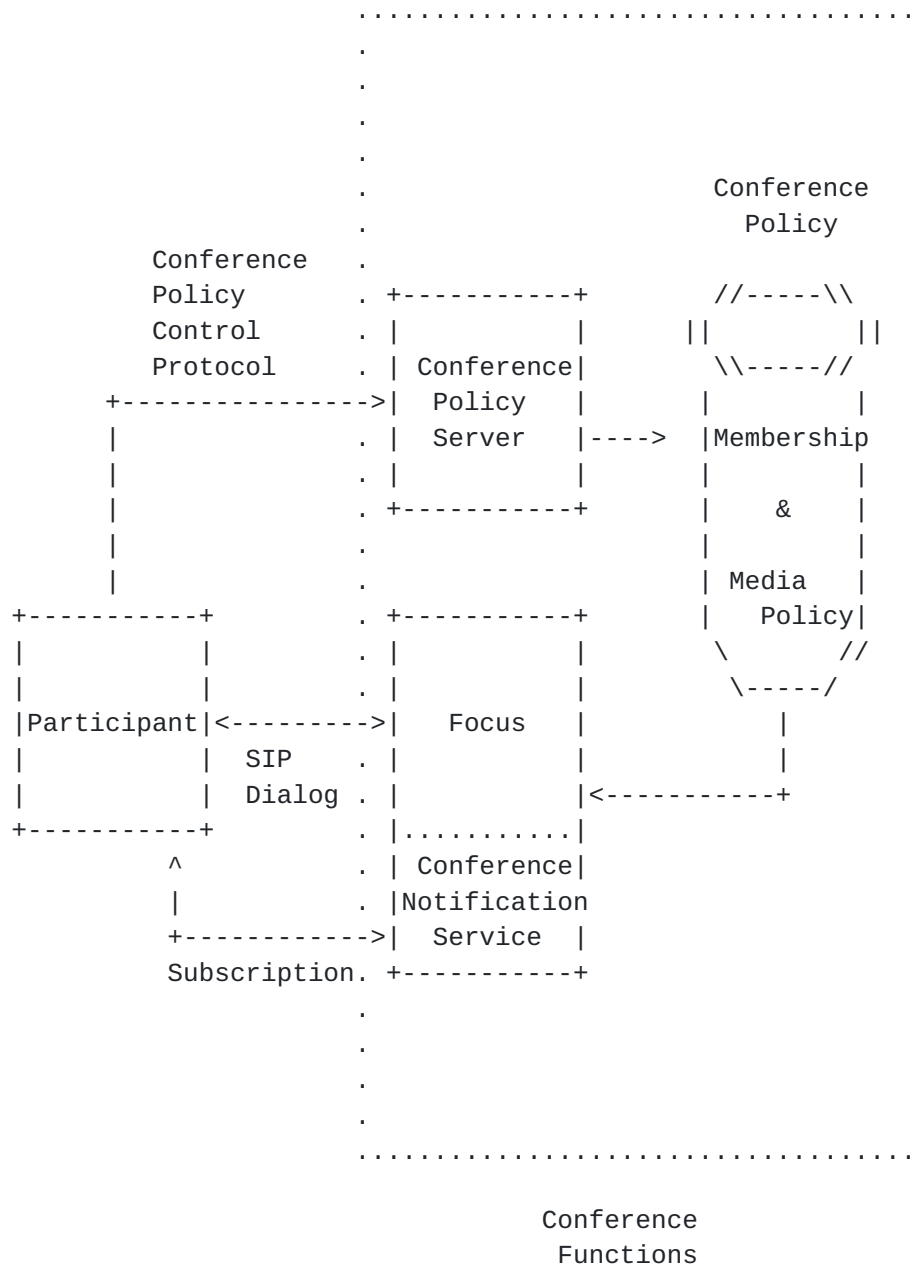 Conference
Policy
Conference
Policy
Control
Protocol
Conference
Policy
Server
Membership
&
Media
Policy
Participant
Focus
SIP
Dialog
Conference
Notification
Service
Subscription
Conference
Functions